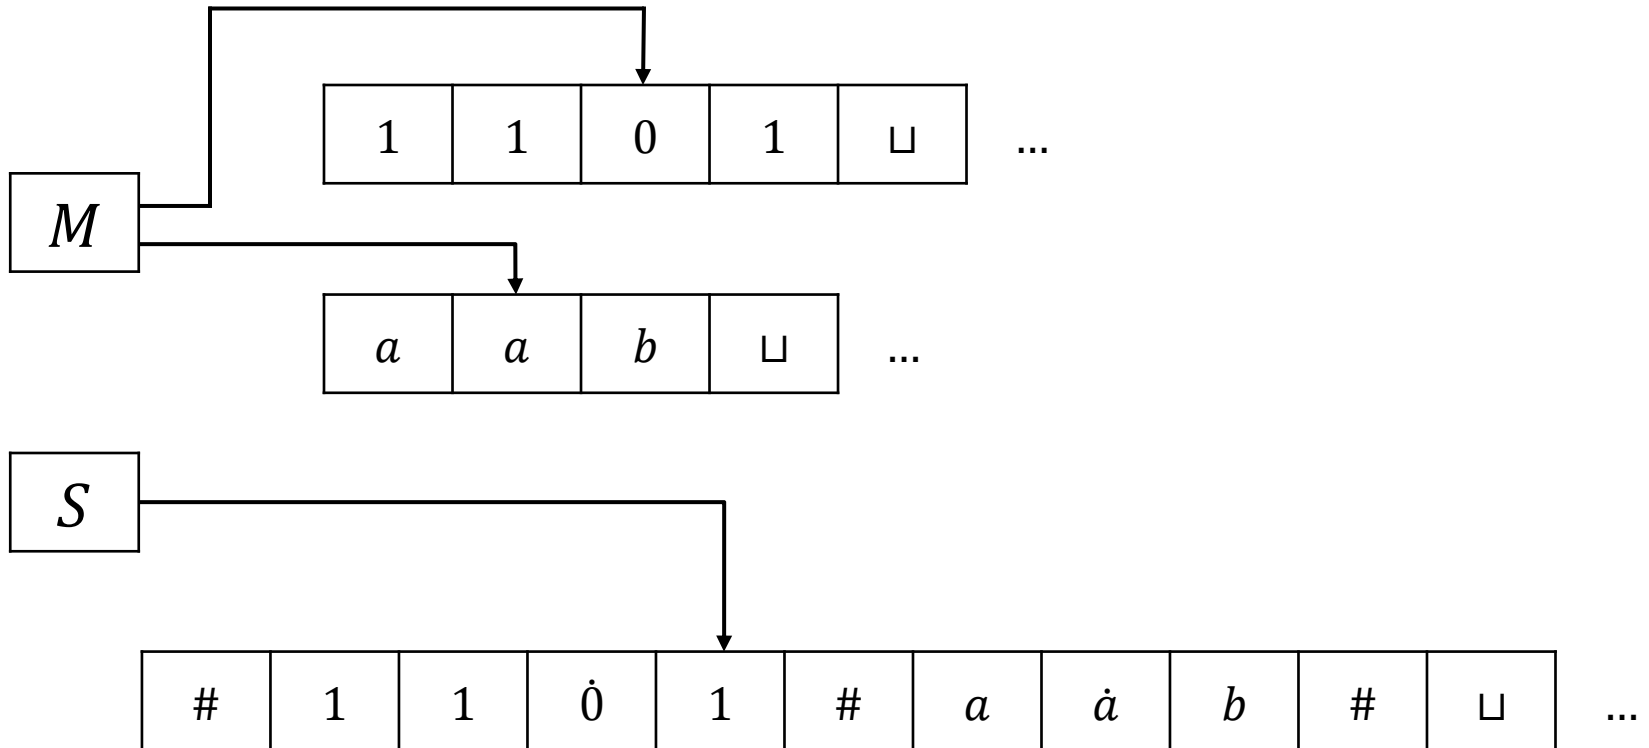 1 1 0 1 ⊔ ...
M
a a b ⊔ ...
S
# 1 1 0̇ 1 # a ȧ b # ⊔ ...